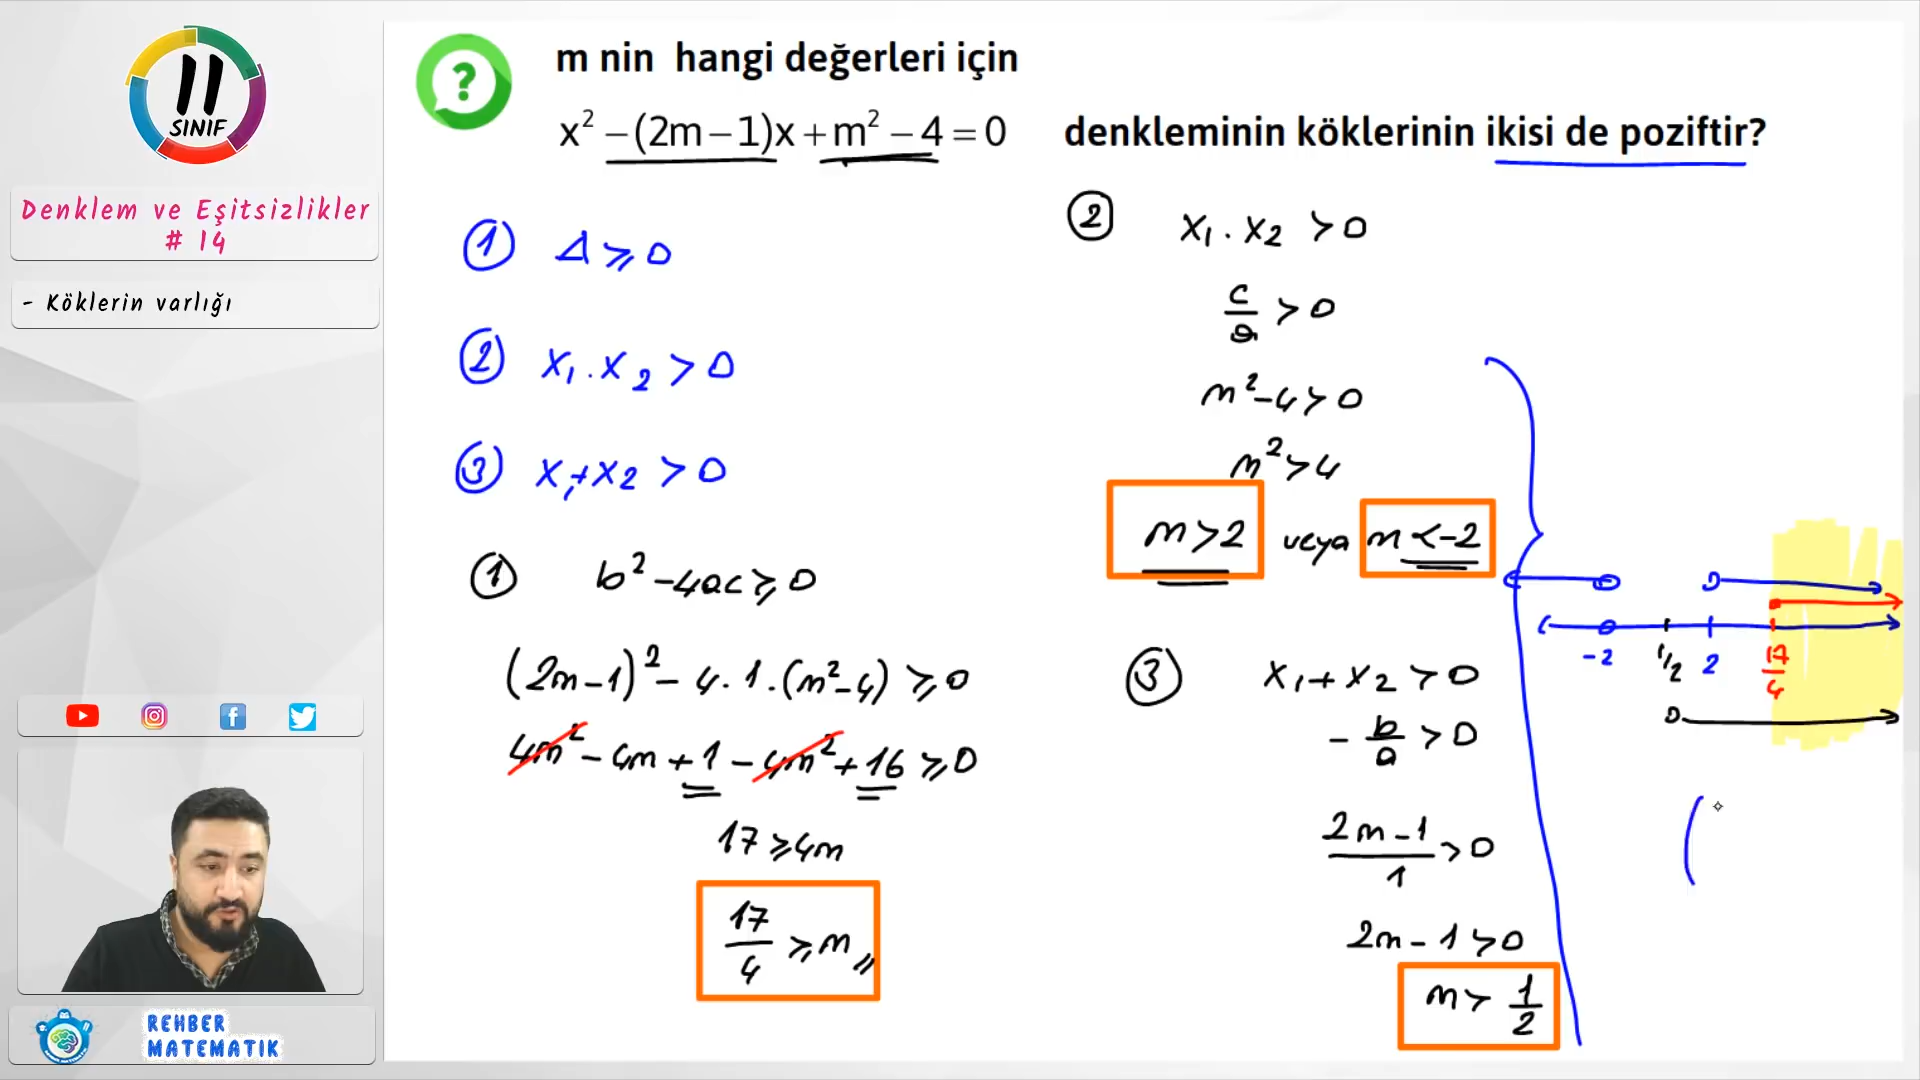 11
SINIF
Denklem ve Eşitsizlikler
# 14
- Köklerin varlığı
REHBER
MATEMATİK
?
m nin hangi değerleri için
x² −(2m−1)x+m² −4=0 denkleminin köklerinin ikisi de poziftir?
① Δ ≥ 0
② x₁ . x₂ > 0
③ x₁+x₂ > 0
① b² -4ac ≥ 0
(2m-1)² - 4.1.(m²-4) ≥ 0
4m² - 4m + 1 - 4m² + 16 ≥ 0
17 ≥ 4m
17/4 ≥ m
② x₁ . x₂ > 0
c/a > 0
m²-4 > 0
m² > 4
m > 2 veya m < -2
③ x₁ + x₂ > 0
- b/a > 0
2m-1/1 > 0
2m-1 > 0
m > 1/2
-2 1/2 2 17/4
(